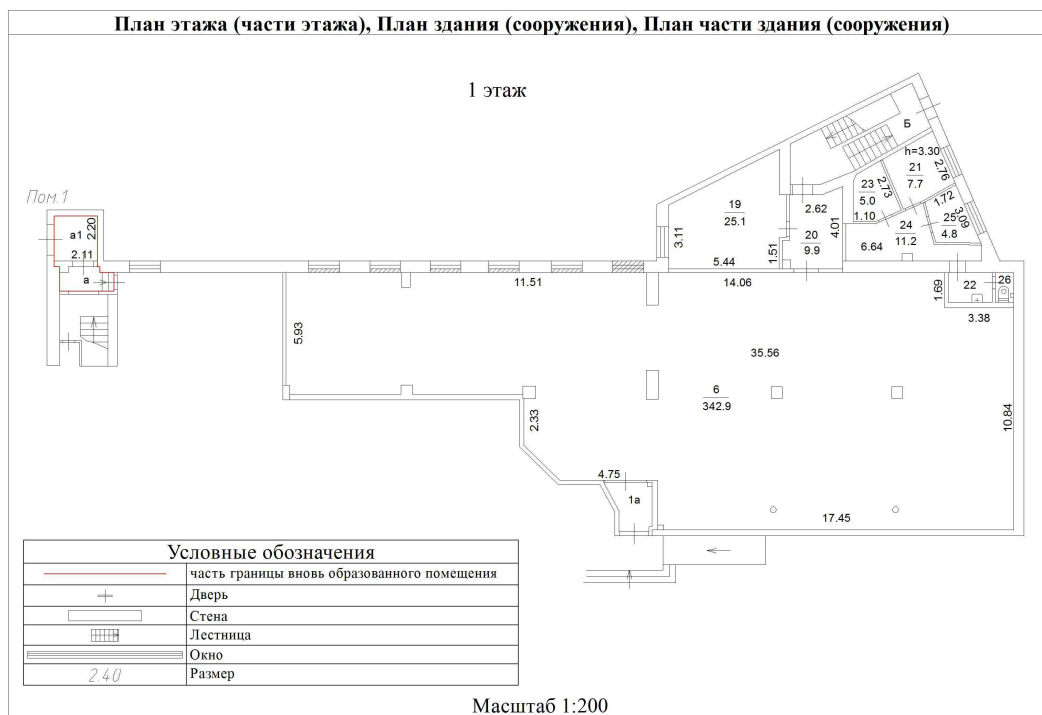 План этажа (части этажа), План здания (сооружения), План части здания (сооружения)
1 этаж
Б
h=3.30
21
7.7
2.76
23
5.0
2.73
1.10
1.72
25
4.8
3.09
24
11.2
6.64
Пом.1
а1
2.20
2.11
а
19
25.1
3.11
5.44
1.51
2.62
20
9.9
4.01
11.51
14.06
1.69
22
26
3.38
5.93
35.56
6
342.9
10.84
2.33
4.75
1а
17.45
Условные обозначения
часть границы вновь образованного помещения
Дверь
Стена
Лестница
Окно
2.40 Размер
Масштаб 1:200